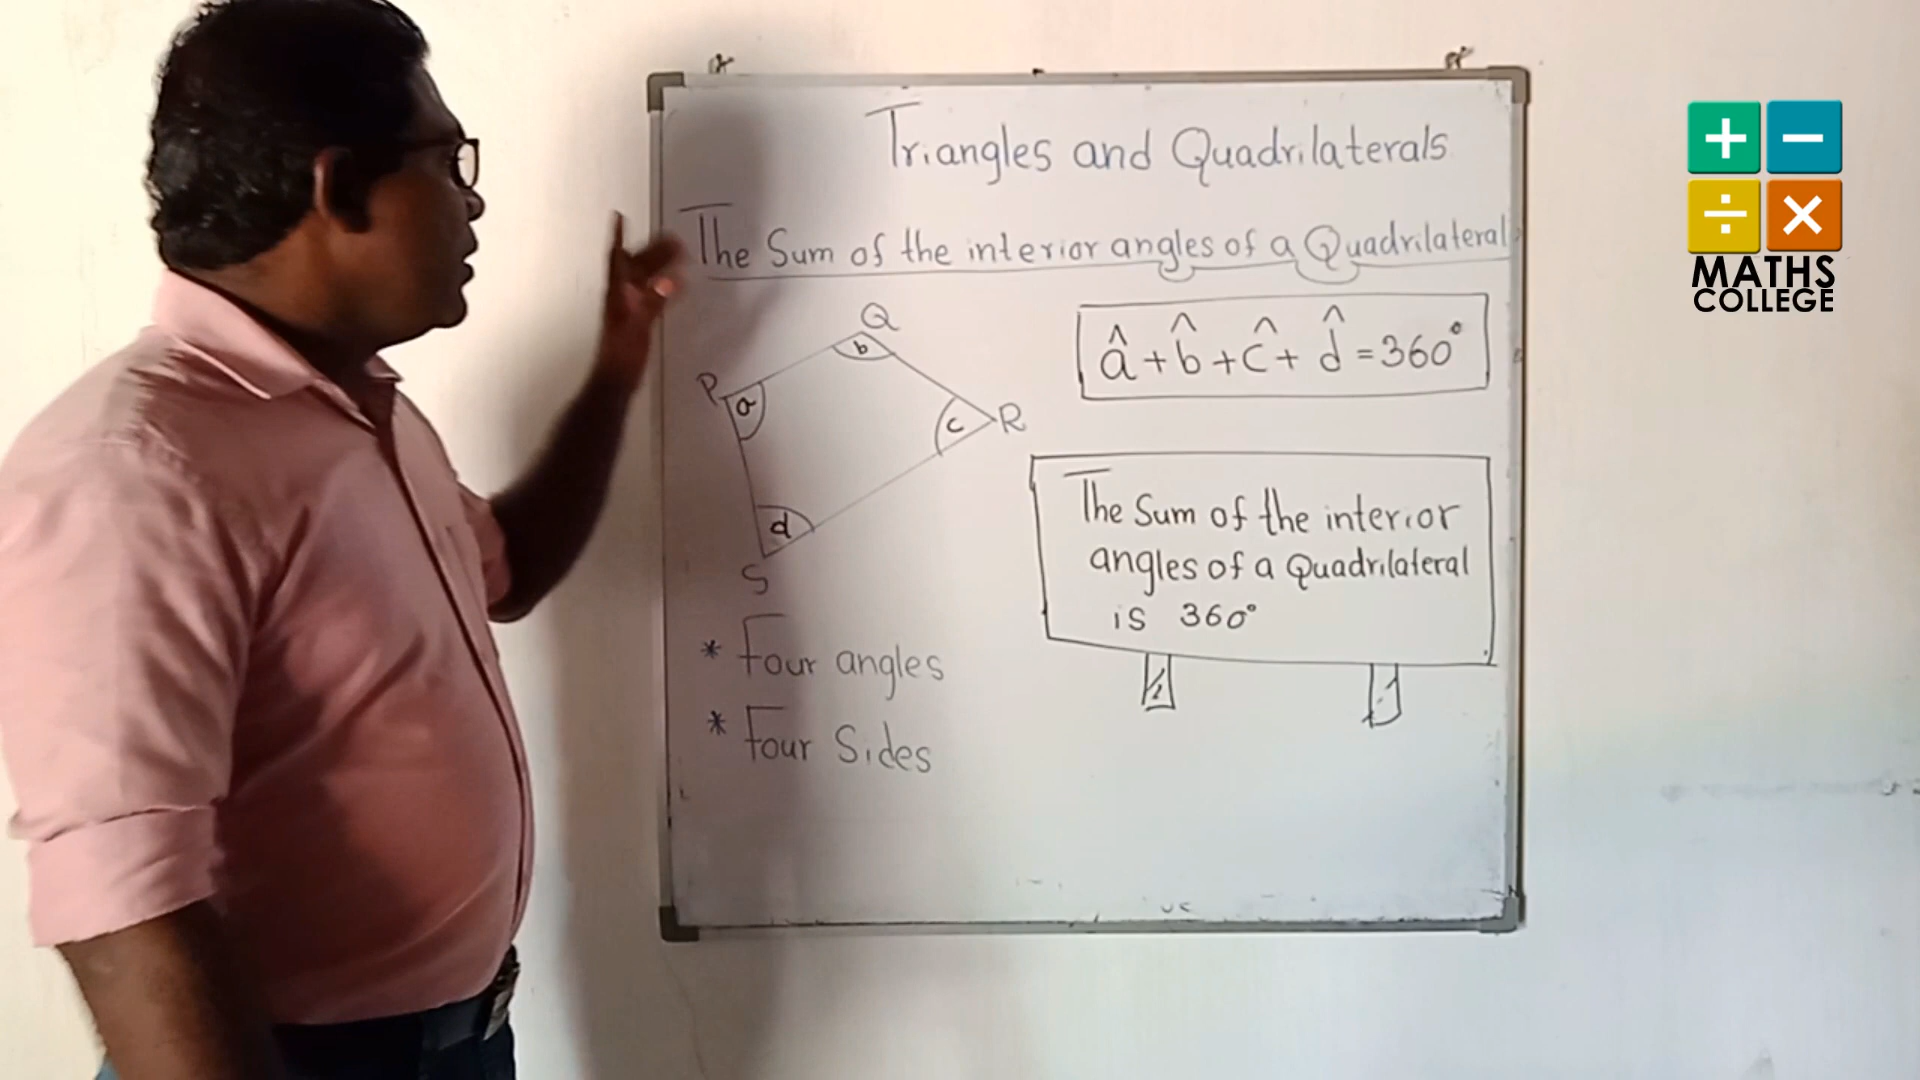 Triangles and Quadrilaterals
The Sum of the interior angles of a Quadrilateral
Q
b
P
a
c
R
d
S
â + b̂ + ĉ + d̂ = 360°
The Sum of the interior
angles of a Quadrilateral
is 360°
* Four angles
* Four Sides
+ −
÷ ×
MATHS
COLLEGE